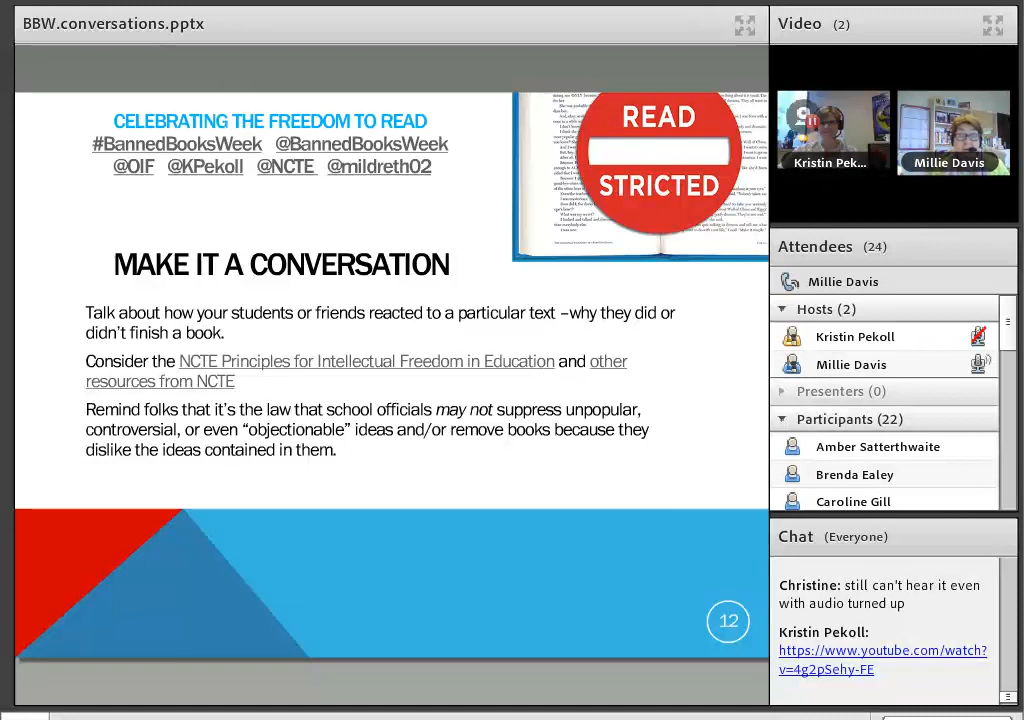 BBW.conversations.pptx
CELEBRATING THE FREEDOM TO READ
#BannedBooksWeek @BannedBooksWeek
@OIF @KPekoll @NCTE @mildreth02
READ
STRICTED
MAKE IT A CONVERSATION
Talk about how your students or friends reacted to a particular text –why they did or
didn’t finish a book.
Consider the NCTE Principles for Intellectual Freedom in Education and other
resources from NCTE
Remind folks that it’s the law that school officials may not suppress unpopular,
controversial, or even “objectionable” ideas and/or remove books because they
dislike the ideas contained in them.
12
Video (2)
Kristin Pek...
Millie Davis
Attendees (24)
Millie Davis
Hosts (2)
Kristin Pekoll
Millie Davis
Presenters (0)
Participants (22)
Amber Satterthwaite
Brenda Ealey
Caroline Gill
Chat (Everyone)
Christine: still can't hear it even
with audio turned up
Kristin Pekoll:
https://www.youtube.com/watch?
v=4g2pSehy-FE